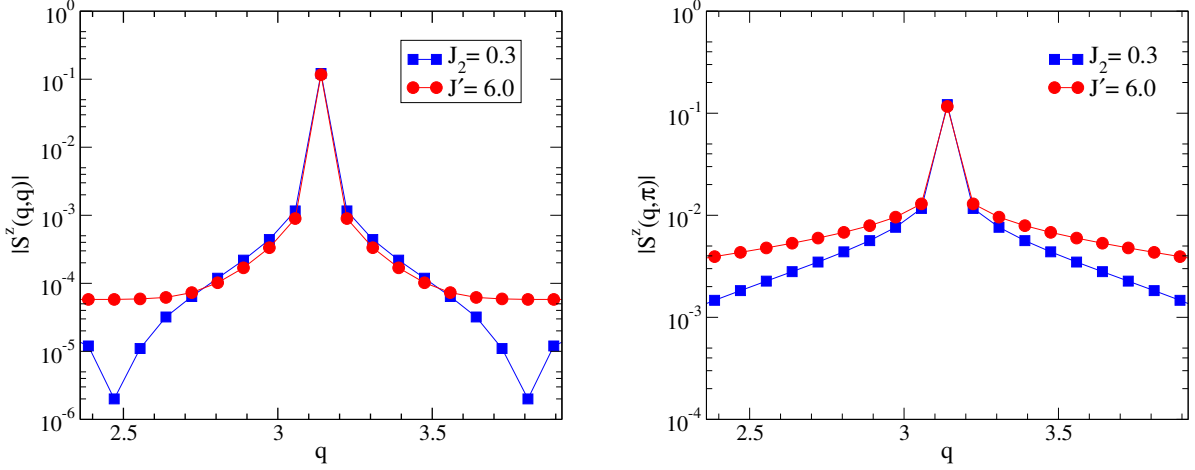 10^0
10^-1
10^-2
10^-3
10^-4
10^-5
10^-6
|S^z(q,q)|
2.5 3 3.5
q
J_2= 0.3
J′= 6.0
10^0
10^-1
10^-2
10^-3
10^-4
|S^z(q,π)|
2.5 3 3.5
q
J_2= 0.3
J′= 6.0